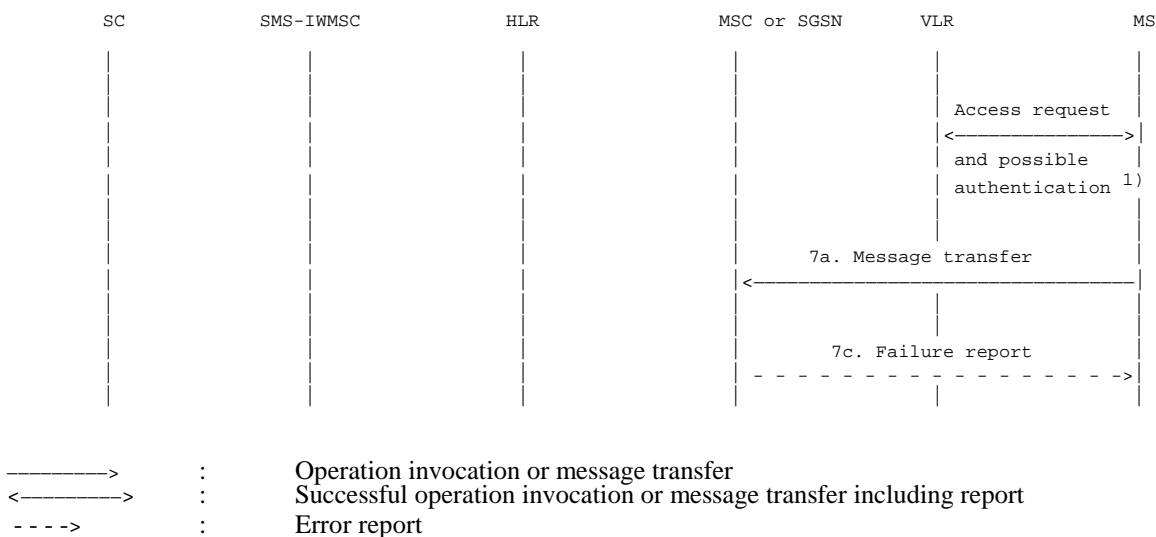 SC SMS-IWMSC HLR MSC or SGSN VLR MS
Access request
and possible
authentication 1)
7a. Message transfer
7c. Failure report
: Operation invocation or message transfer
: Successful operation invocation or message transfer including report
: Error report